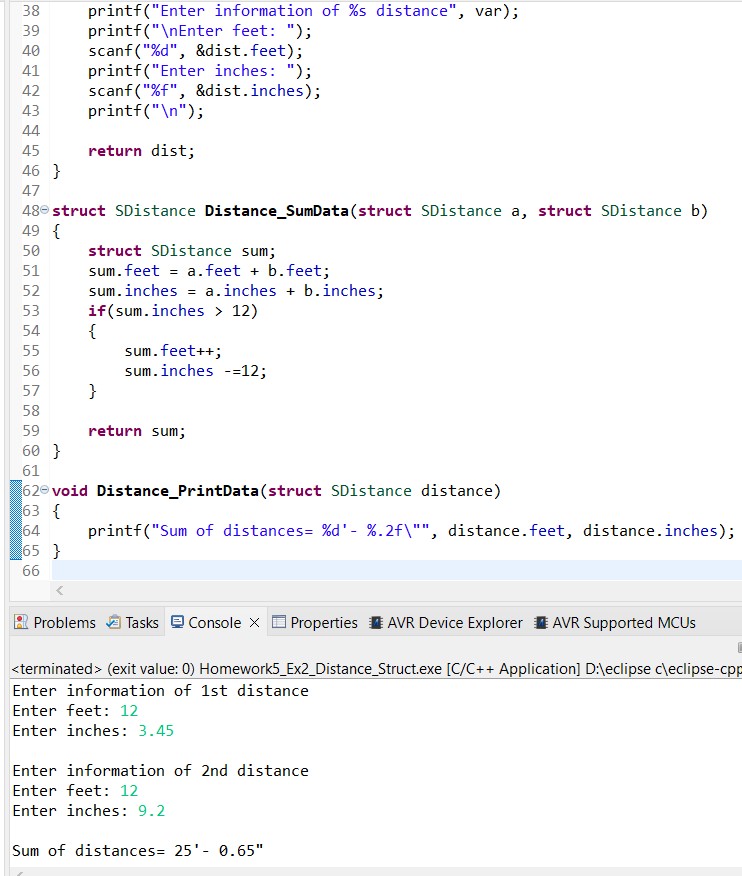 38 printf("Enter information of %s distance", var);
39 printf("\nEnter feet: ");
40 scanf("%d", &dist.feet);
41 printf("Enter inches: ");
42 scanf("%f", &dist.inches);
43 printf("\n");
44
45 return dist;
46 }
47
48 struct SDistance Distance_SumData(struct SDistance a, struct SDistance b)
49 {
50 struct SDistance sum;
51 sum.feet = a.feet + b.feet;
52 sum.inches = a.inches + b.inches;
53 if(sum.inches > 12)
54 {
55 sum.feet++;
56 sum.inches -=12;
57 }
58
59 return sum;
60 }
61
62 void Distance_PrintData(struct SDistance distance)
63 {
64 printf("Sum of distances= %d'- %.2f\"", distance.feet, distance.inches);
65 }
66
Problems Tasks Console Properties AVR Device Explorer AVR Supported MCUs
<terminated> (exit value: 0) Homework5_Ex2_Distance_Struct.exe [C/C++ Application] D:\eclipse c\eclipse-cpp
Enter information of 1st distance
Enter feet: 12
Enter inches: 3.45
Enter information of 2nd distance
Enter feet: 12
Enter inches: 9.2
Sum of distances= 25'- 0.65"